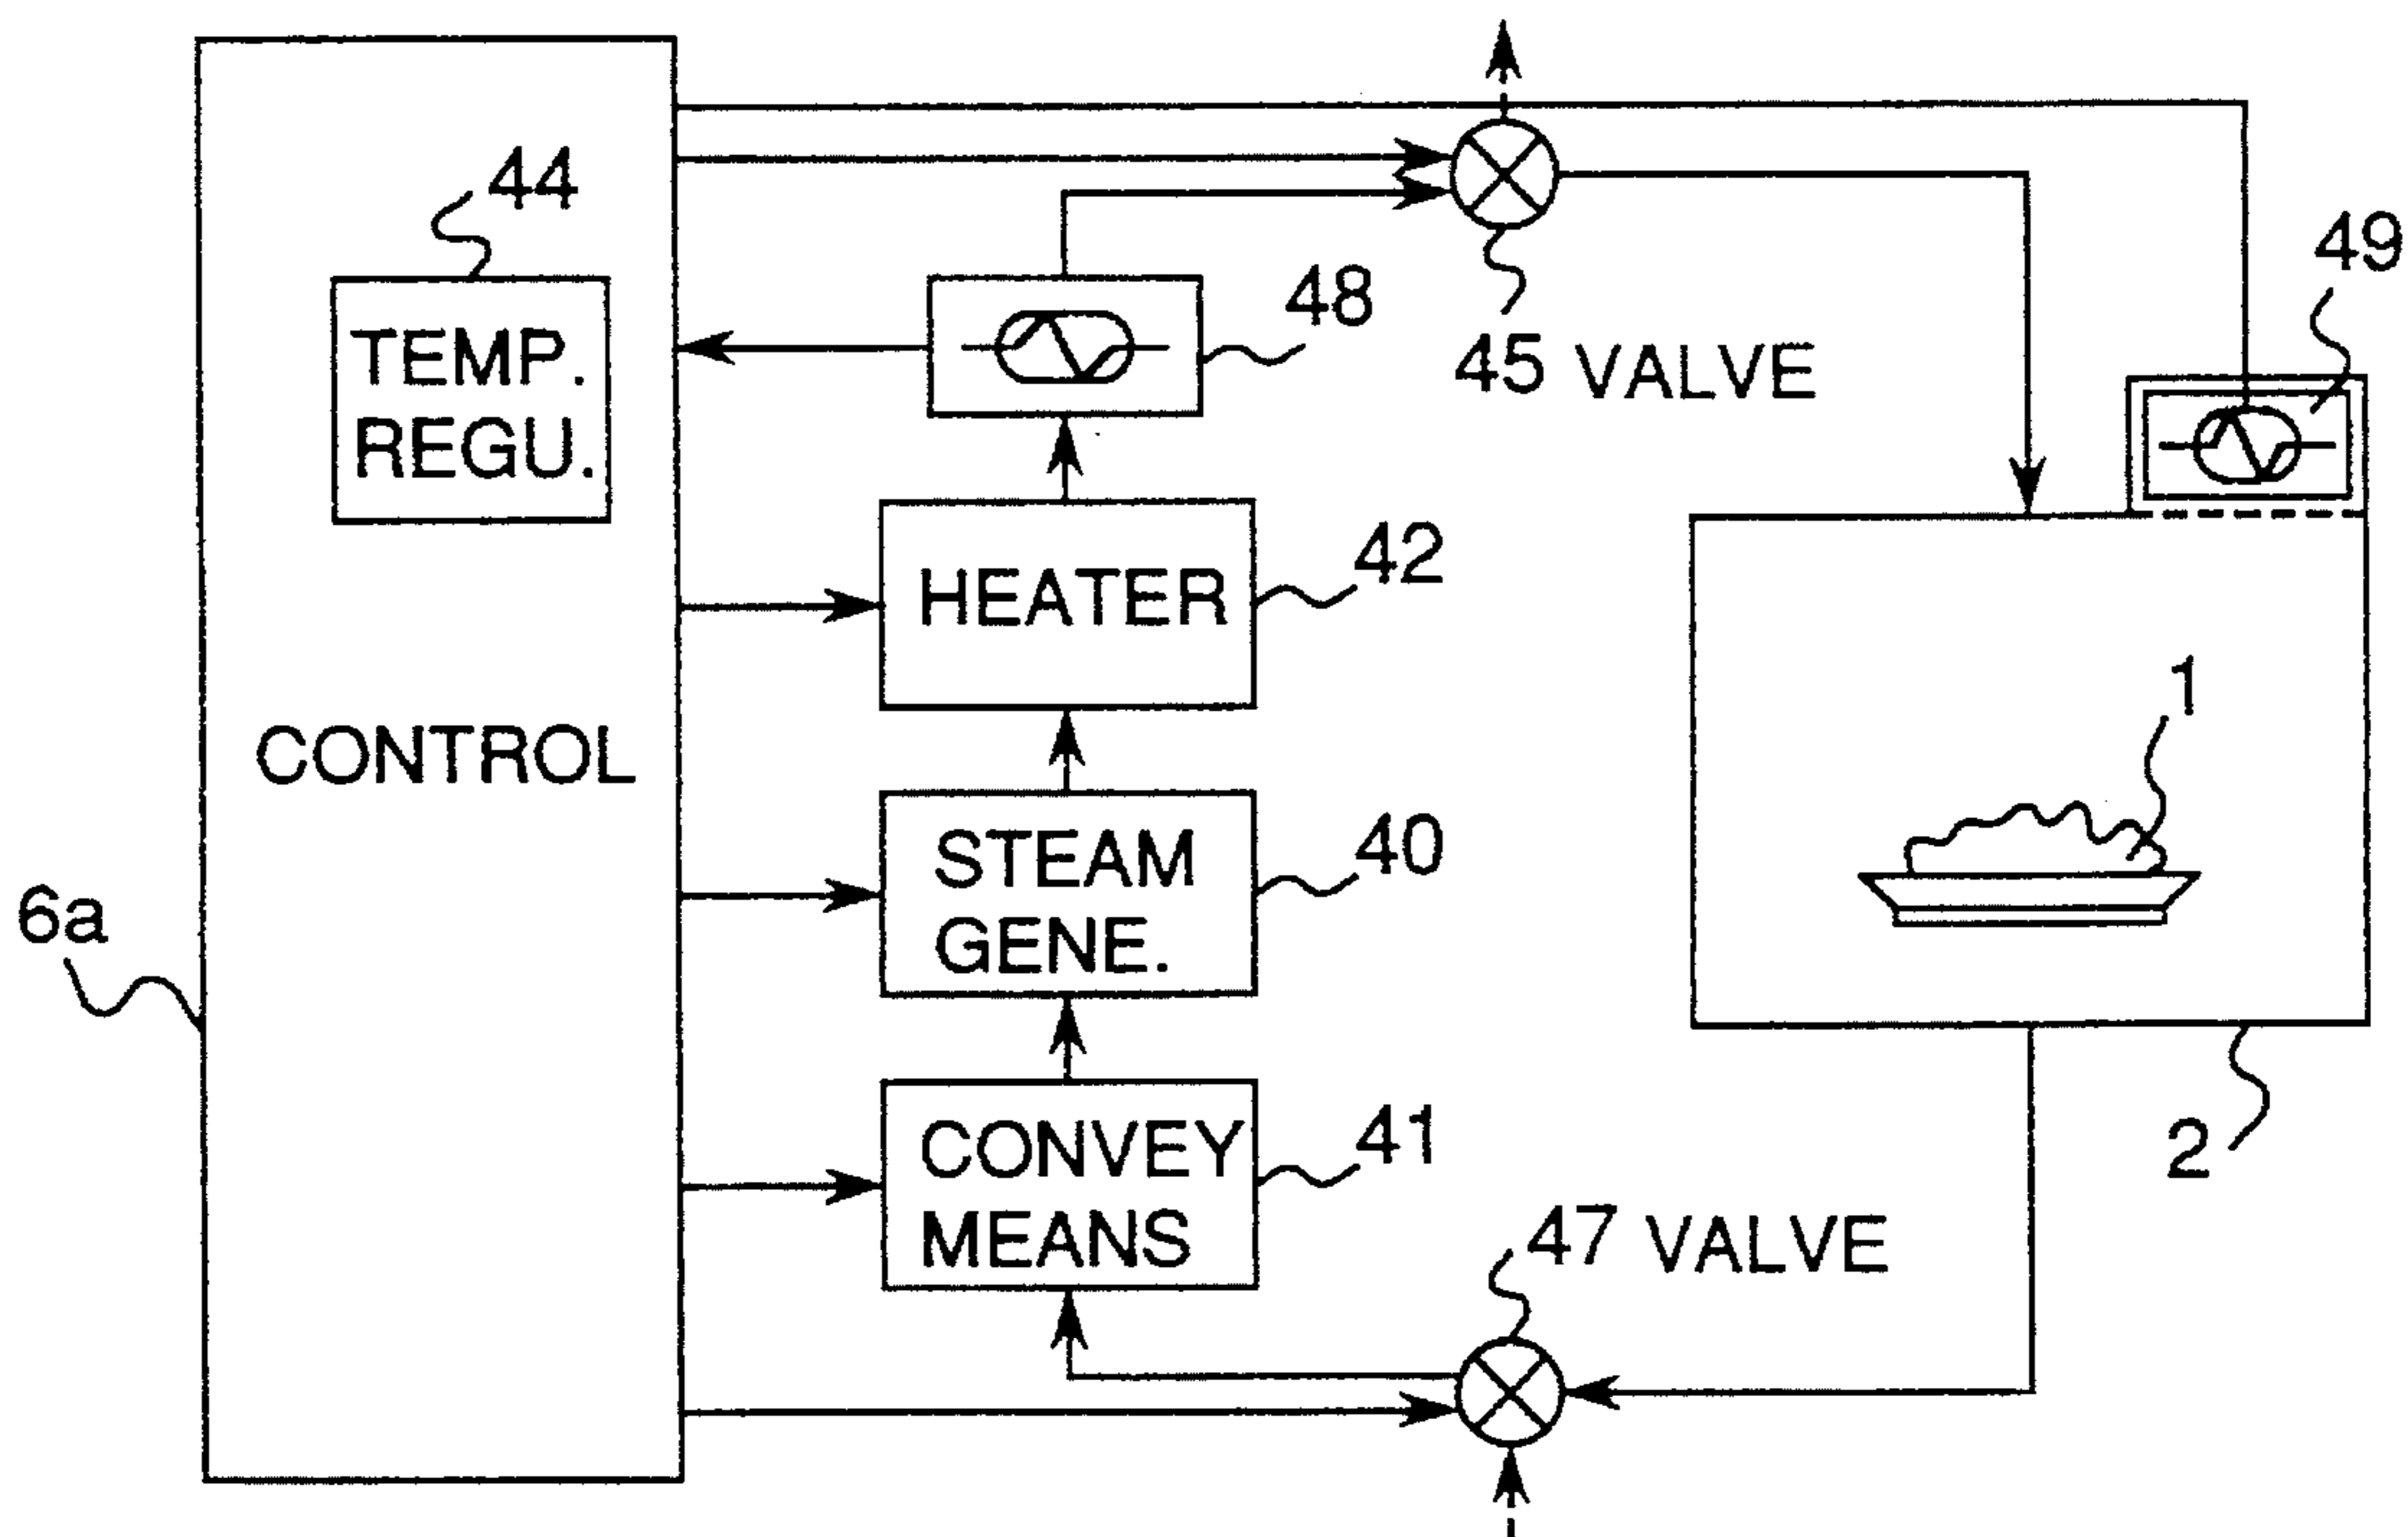 44
TEMP.
REGU.
CONTROL
6a
48
45 VALVE
49
HEATER
42
STEAM
GENE.
40
CONVEY
MEANS
41
1
2
47 VALVE